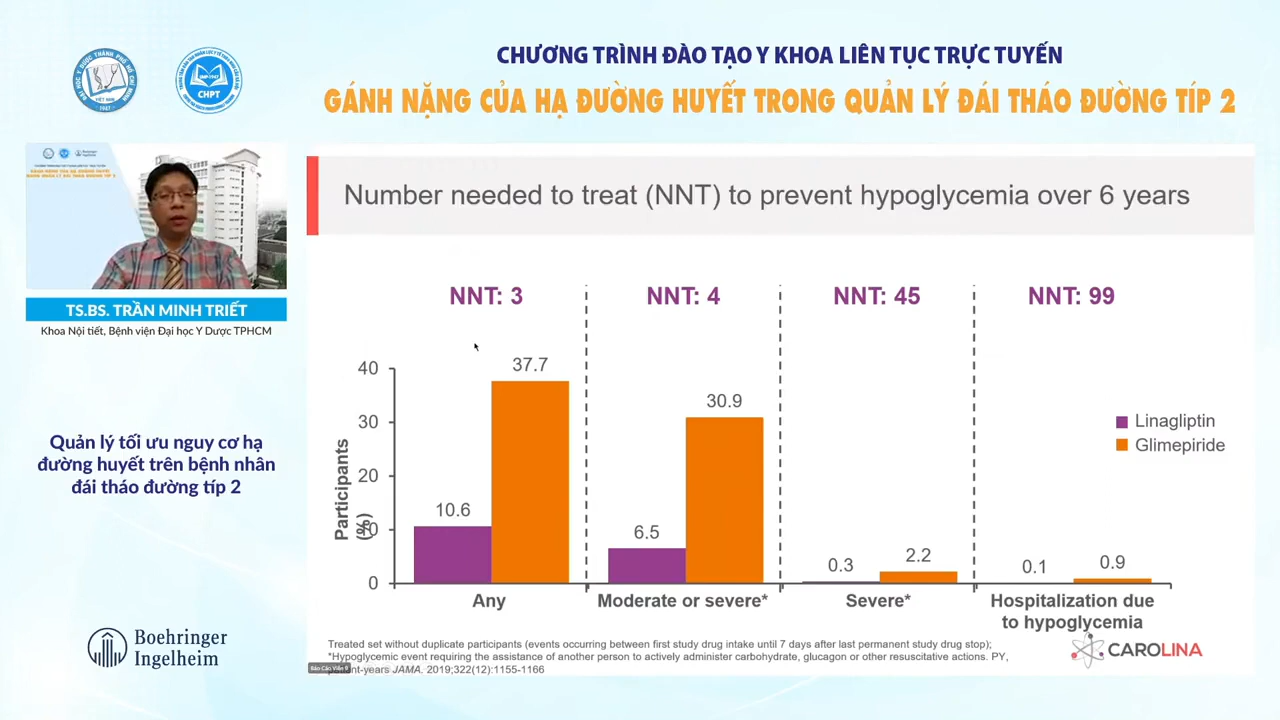 CHƯƠNG TRÌNH ĐÀO TẠO Y KHOA LIÊN TỤC TRỰC TUYẾN
GÁNH NẶNG CỦA HẠ ĐƯỜNG HUYẾT TRONG QUẢN LÝ ĐÁI THÁO ĐƯỜNG TÍP 2
CHPT
TS.BS. TRẦN MINH TRIẾT
Khoa Nội tiết, Bệnh viện Đại học Y Dược TPHCM
Quản lý tối ưu nguy cơ hạ
đường huyết trên bệnh nhân
đái tháo đường típ 2
Boehringer
Ingelheim
Number needed to treat (NNT) to prevent hypoglycemia over 6 years
NNT: 3
NNT: 4
NNT: 45
NNT: 99
Participants
(%)
40
30
20
10
0
10.6
37.7
6.5
30.9
0.3
2.2
0.1
0.9
Linagliptin
Glimepiride
Any
Moderate or severe*
Severe*
Hospitalization due
to hypoglycemia
Treated set without duplicate participants (events occurring between first study drug intake until 7 days after last permanent study drug stop);
*Hypoglycemic event requiring the assistance of another person to actively administer carbohydrate, glucagon or other resuscitative actions. PY,
JAMA. 2019;322(12):1155-1166
CAROLINA